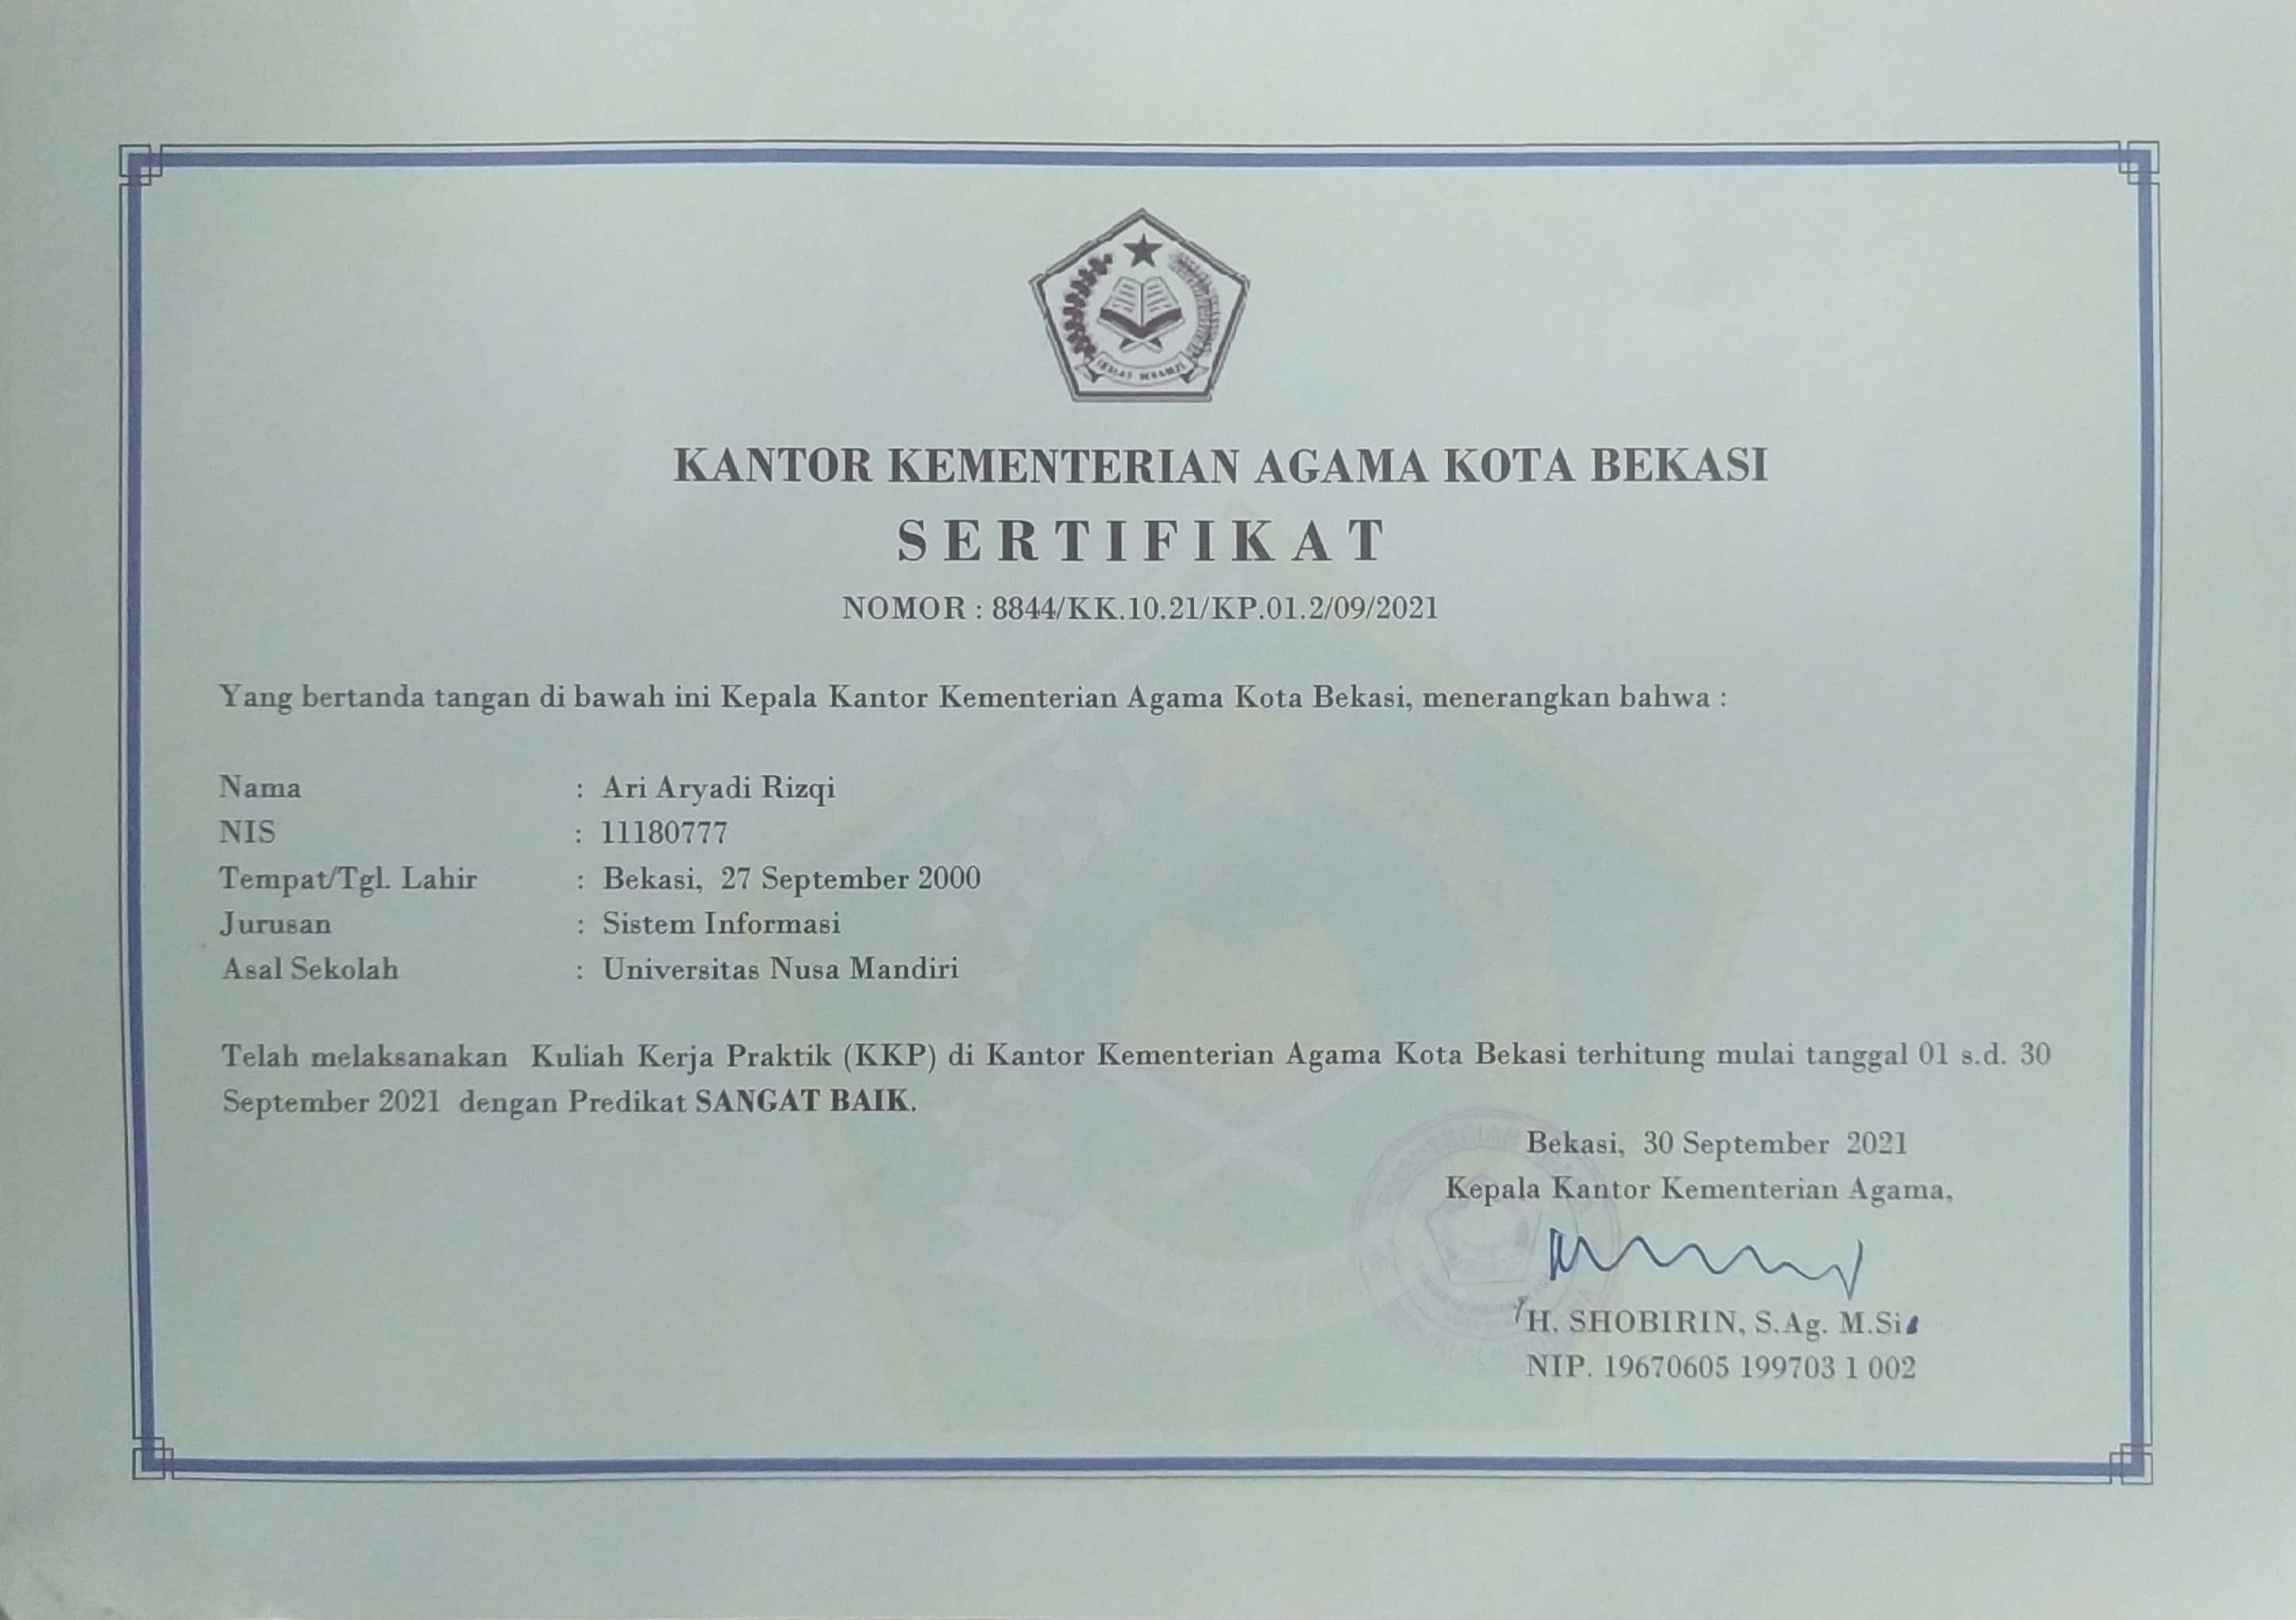 KANTOR KEMENTERIAN AGAMA KOTA BEKASI
SERTIFIKAT
NOMOR : 8844/KK.10.21/KP.01.2/09/2021
Yang bertanda tangan di bawah ini Kepala Kantor Kementerian Agama Kota Bekasi, menerangkan bahwa :
Nama : Ari Aryadi Rizqi
NIS : 11180777
Tempat/Tgl. Lahir : Bekasi, 27 September 2000
Jurusan : Sistem Informasi
Asal Sekolah : Universitas Nusa Mandiri
Telah melaksanakan Kuliah Kerja Praktik (KKP) di Kantor Kementerian Agama Kota Bekasi terhitung mulai tanggal 01 s.d. 30
September 2021 dengan Predikat SANGAT BAIK.
Bekasi, 30 September 2021
Kepala Kantor Kementerian Agama,
H. SHOBIRIN, S.Ag. M.Si
NIP. 19670605 199703 1 002